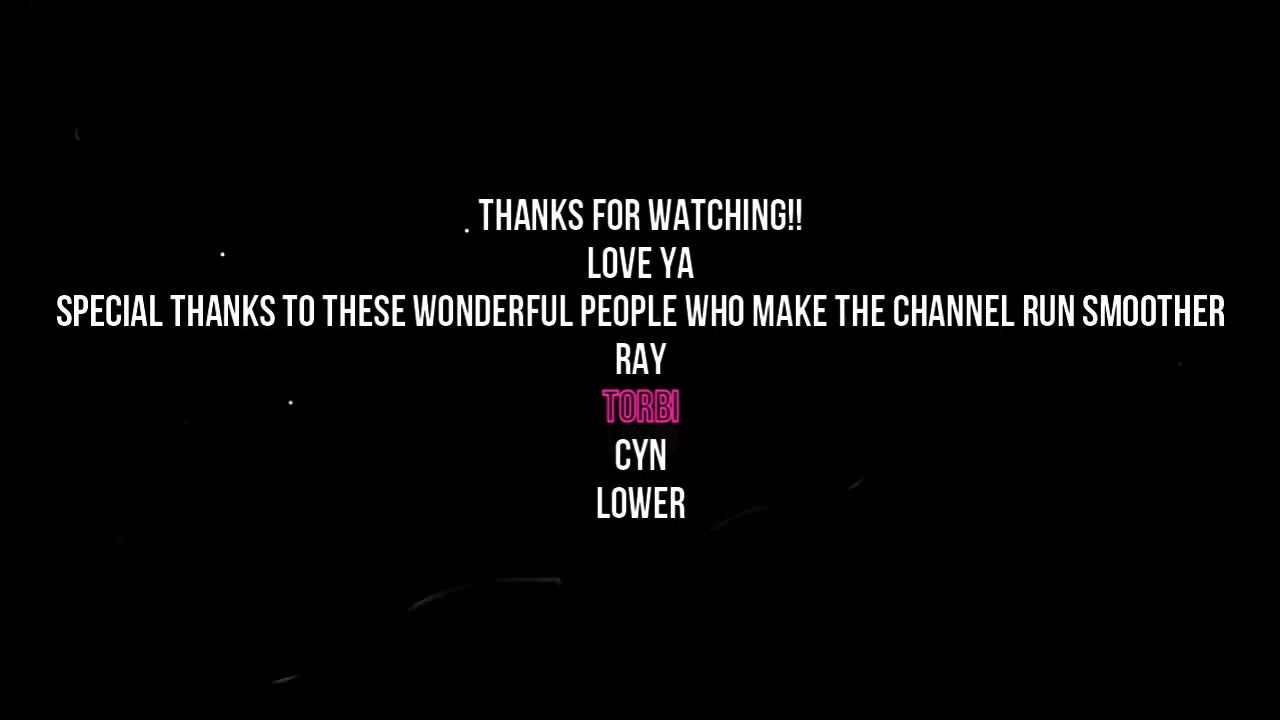 THANKS FOR WATCHING!!
LOVE YA
SPECIAL THANKS TO THESE WONDERFUL PEOPLE WHO MAKE THE CHANNEL RUN SMOOTHER
RAY
TORBI
CYN
LOWER